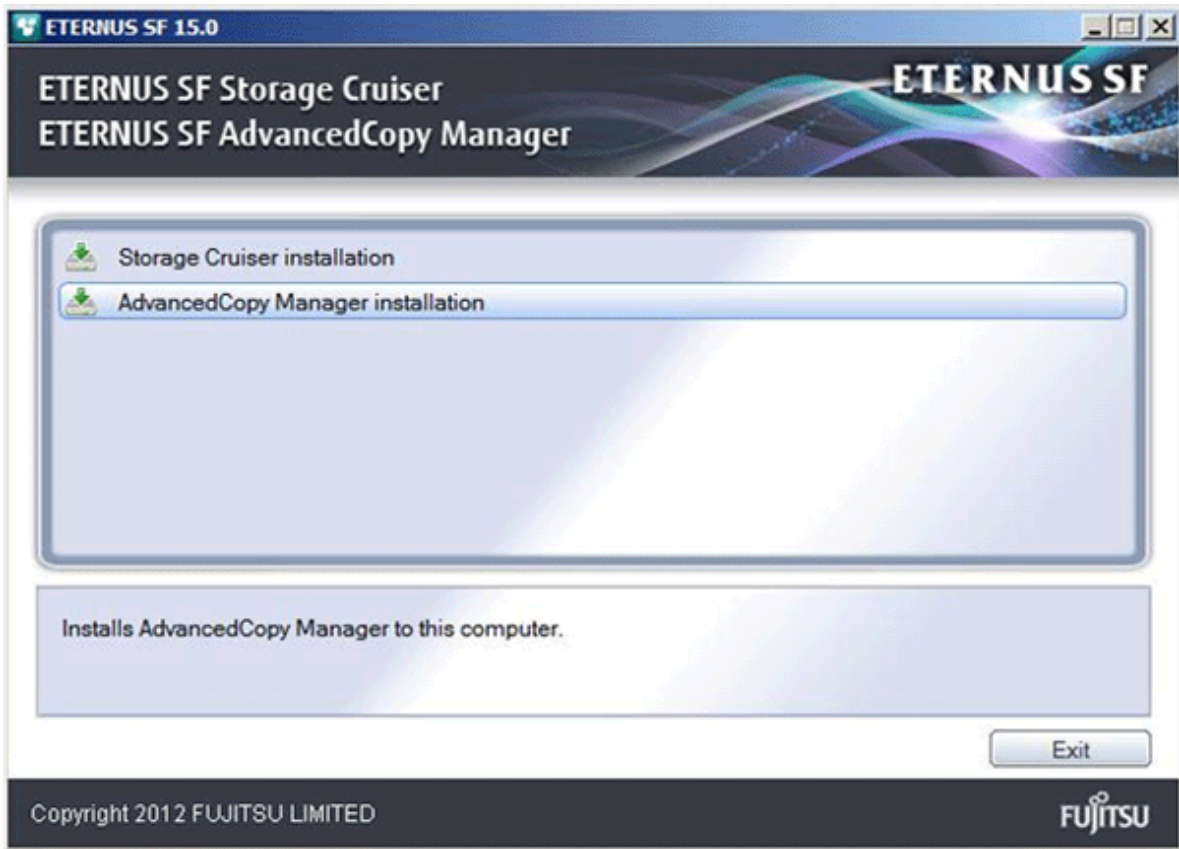 ETERNUS SF 15.0
ETERNUS SF Storage Cruiser
ETERNUS SF AdvancedCopy Manager
ETERNUS SF
Storage Cruiser installation
AdvancedCopy Manager installation
Installs AdvancedCopy Manager to this computer.
Exit
Copyright 2012 FUJITSU LIMITED
FUJITSU